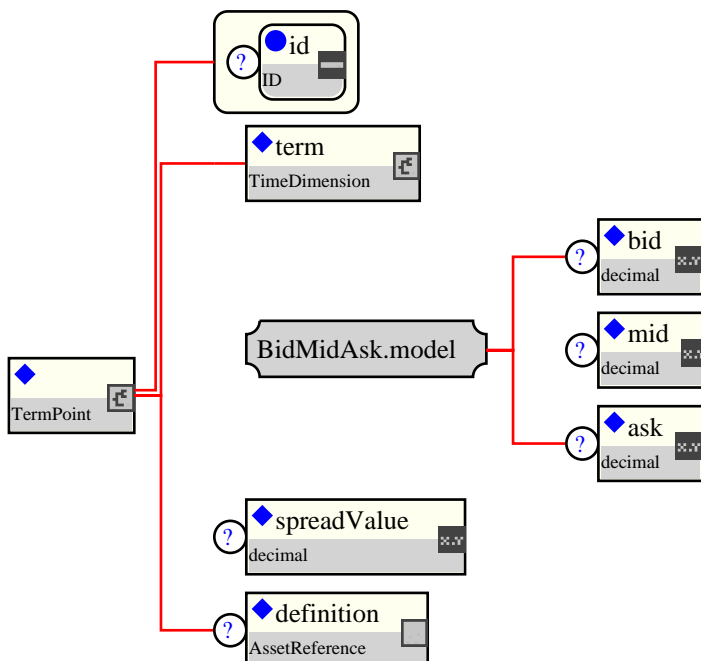 ? id
ID
term
TimeDimension
? bid
decimal
BidMidAsk.model
? mid
decimal
TermPoint
? ask
decimal
? spreadValue
decimal
? definition
AssetReference